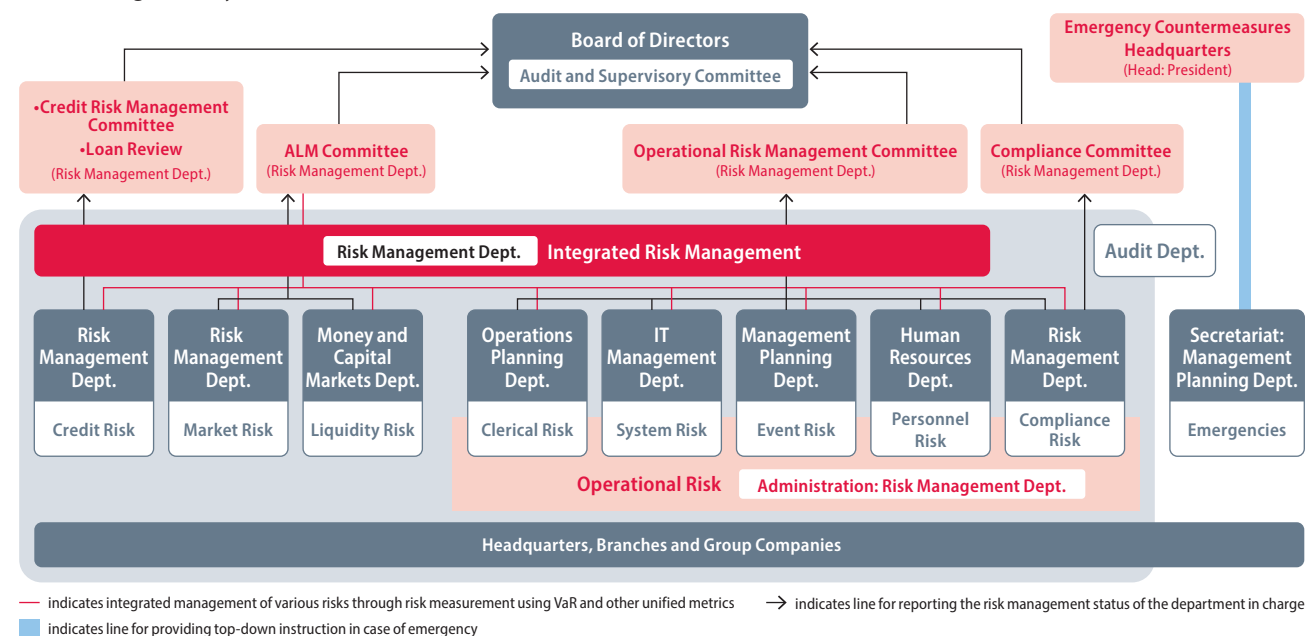 Board of Directors
Audit and Supervisory Committee
Emergency Countermeasures
Headquarters
(Head: President)
•Credit Risk Management
Committee
•Loan Review
(Risk Management Dept.)
ALM Committee
(Risk Management Dept.)
Operational Risk Management Committee
(Risk Management Dept.)
Compliance Committee
(Risk Management Dept.)
Risk Management Dept. Integrated Risk Management
Audit Dept.
Risk
Management
Dept.
Credit Risk
Risk
Management
Dept.
Market Risk
Money and
Capital
Markets Dept.
Liquidity Risk
Operations
Planning
Dept.
Clerical Risk
IT
Management
Dept.
System Risk
Management
Planning
Dept.
Event Risk
Human
Resources
Dept.
Personnel
Risk
Risk
Management
Dept.
Compliance
Risk
Secretariat:
Management
Planning Dept.
Emergencies
Operational Risk Administration: Risk Management Dept.
Headquarters, Branches and Group Companies
indicates integrated management of various risks through risk measurement using VaR and other unified metrics
indicates line for reporting the risk management status of the department in charge
indicates line for providing top-down instruction in case of emergency